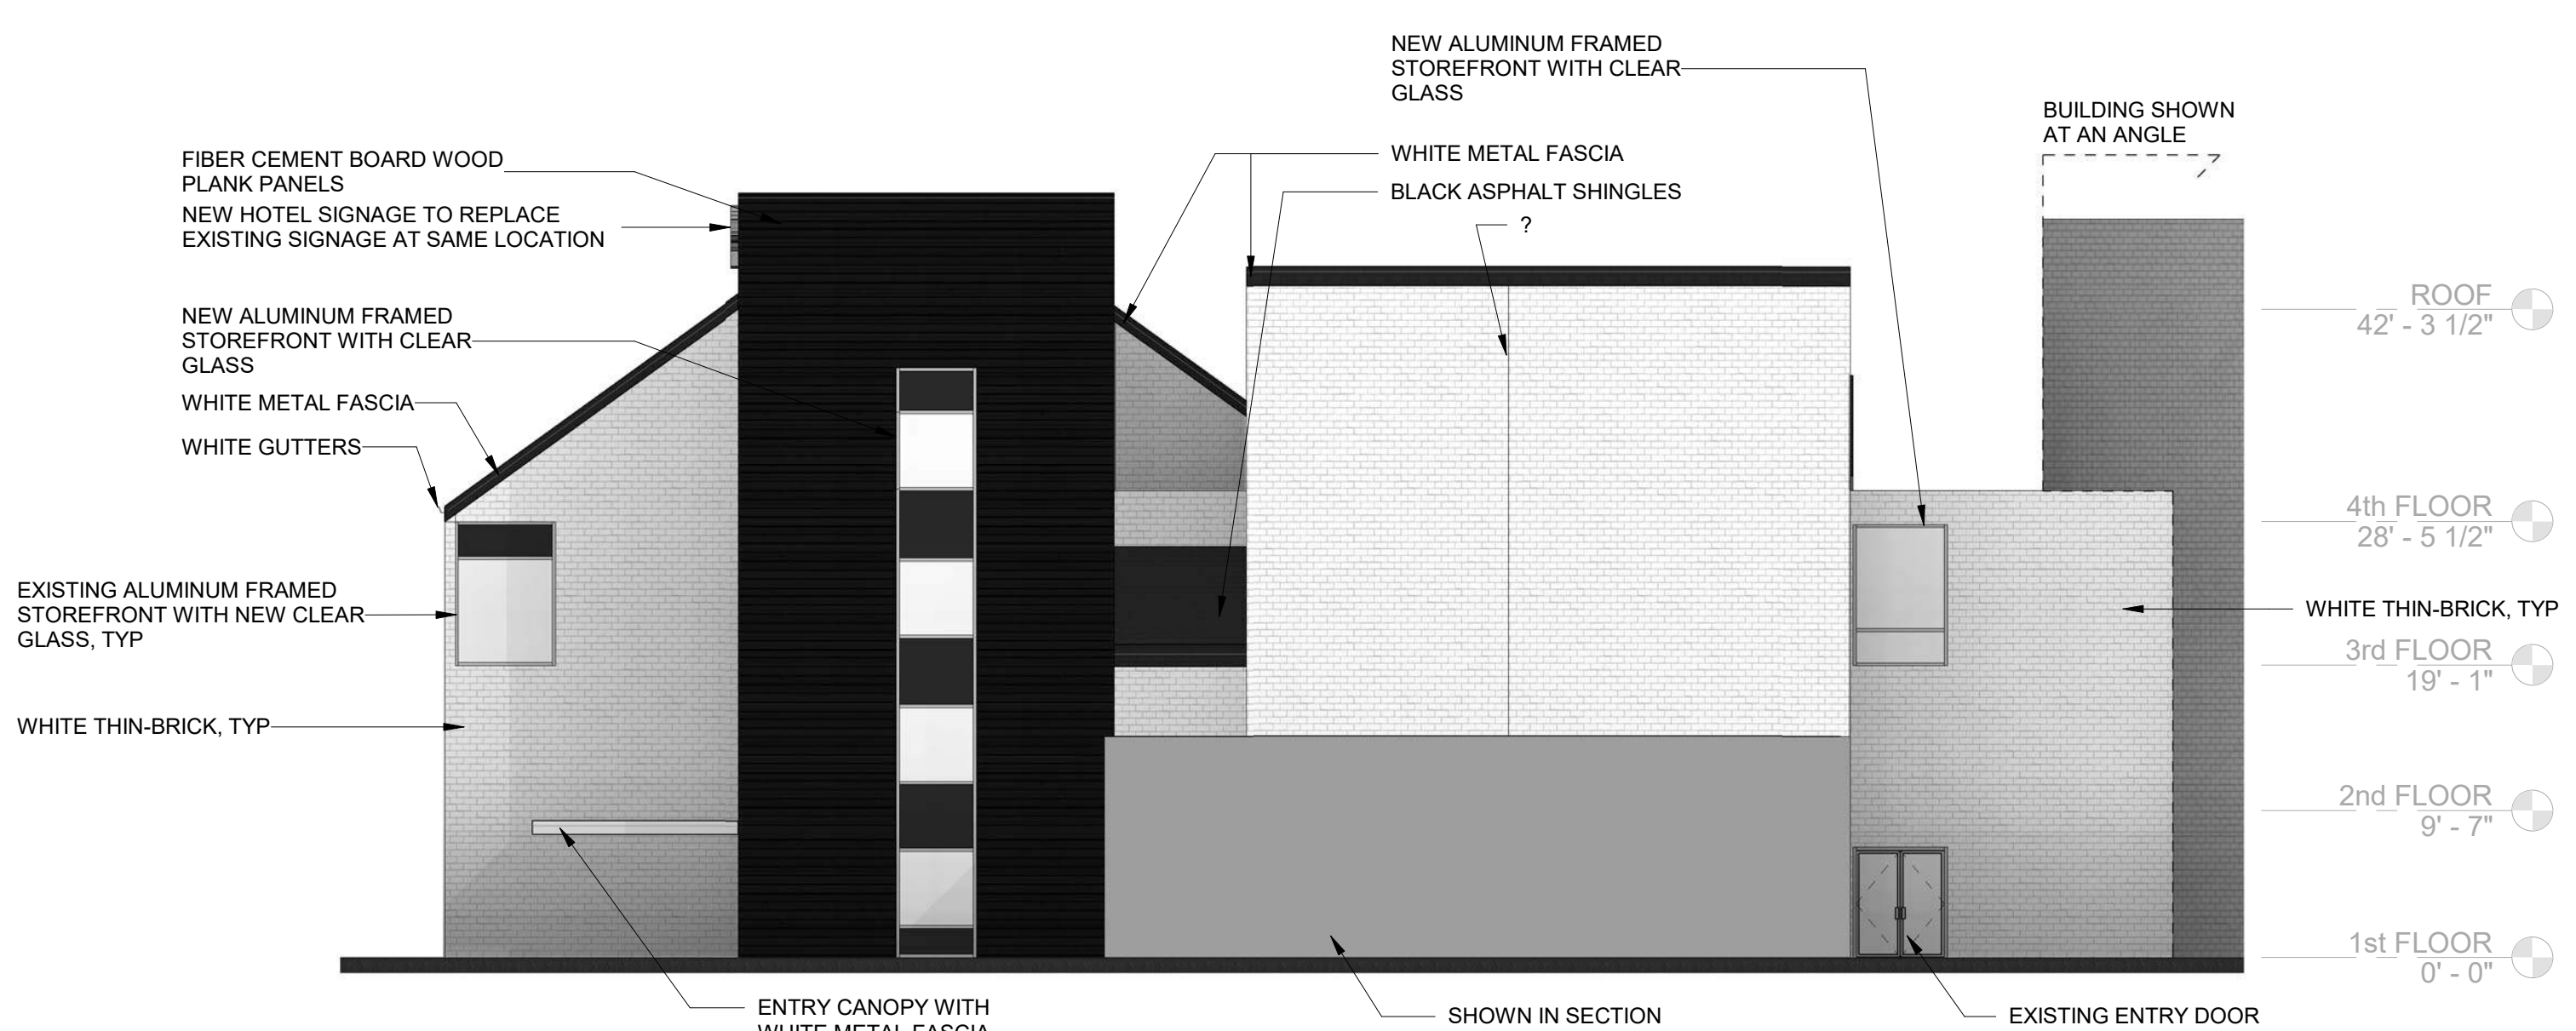 NEW ALUMINUM FRAMED
STOREFRONT WITH CLEAR
GLASS
BUILDING SHOWN
AT AN ANGLE
FIBER CEMENT BOARD WOOD
PLANK PANELS
WHITE METAL FASCIA
BLACK ASPHALT SHINGLES
NEW HOTEL SIGNAGE TO REPLACE
EXISTING SIGNAGE AT SAME LOCATION
?
ROOF
42' - 3 1/2"
NEW ALUMINUM FRAMED
STOREFRONT WITH CLEAR
GLASS
WHITE METAL FASCIA
WHITE GUTTERS
4th FLOOR
28' - 5 1/2"
EXISTING ALUMINUM FRAMED
STOREFRONT WITH NEW CLEAR
GLASS, TYP
WHITE THIN-BRICK, TYP
3rd FLOOR
19' - 1"
WHITE THIN-BRICK, TYP
2nd FLOOR
9' - 7"
1st FLOOR
0' - 0"
ENTRY CANOPY WITH
WHITE METAL FASCIA
SHOWN IN SECTION
EXISTING ENTRY DOOR